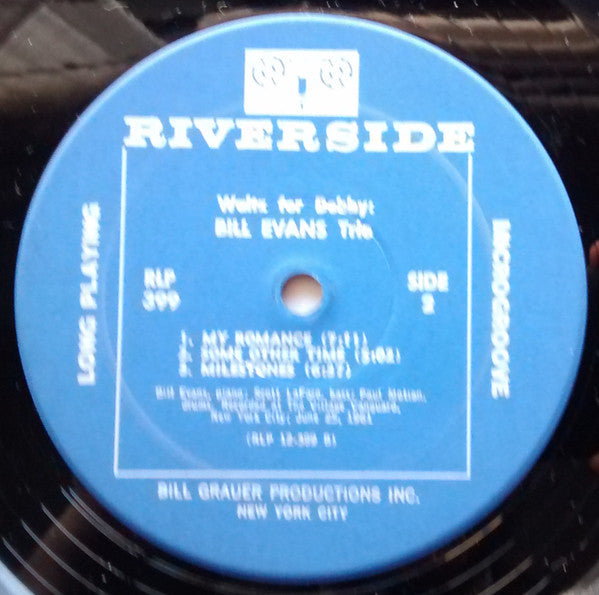 RIVERSIDE
Waltz for Debby:
BILL EVANS Trio
LONG PLAYING
RLP
399
SIDE
2
MICROGROOVE
1. MY ROMANCE (7:11)
2. SOME OTHER TIME (5:02)
3. MILESTONES (6:37)
Bill Evans, piano; Scott LaFaro, bass; Paul Motian,
drums. Recorded at The Village Vanguard,
New York City; June 25, 1961
(RLP 12-399 B)
BILL GRAUER PRODUCTIONS INC.
NEW YORK CITY